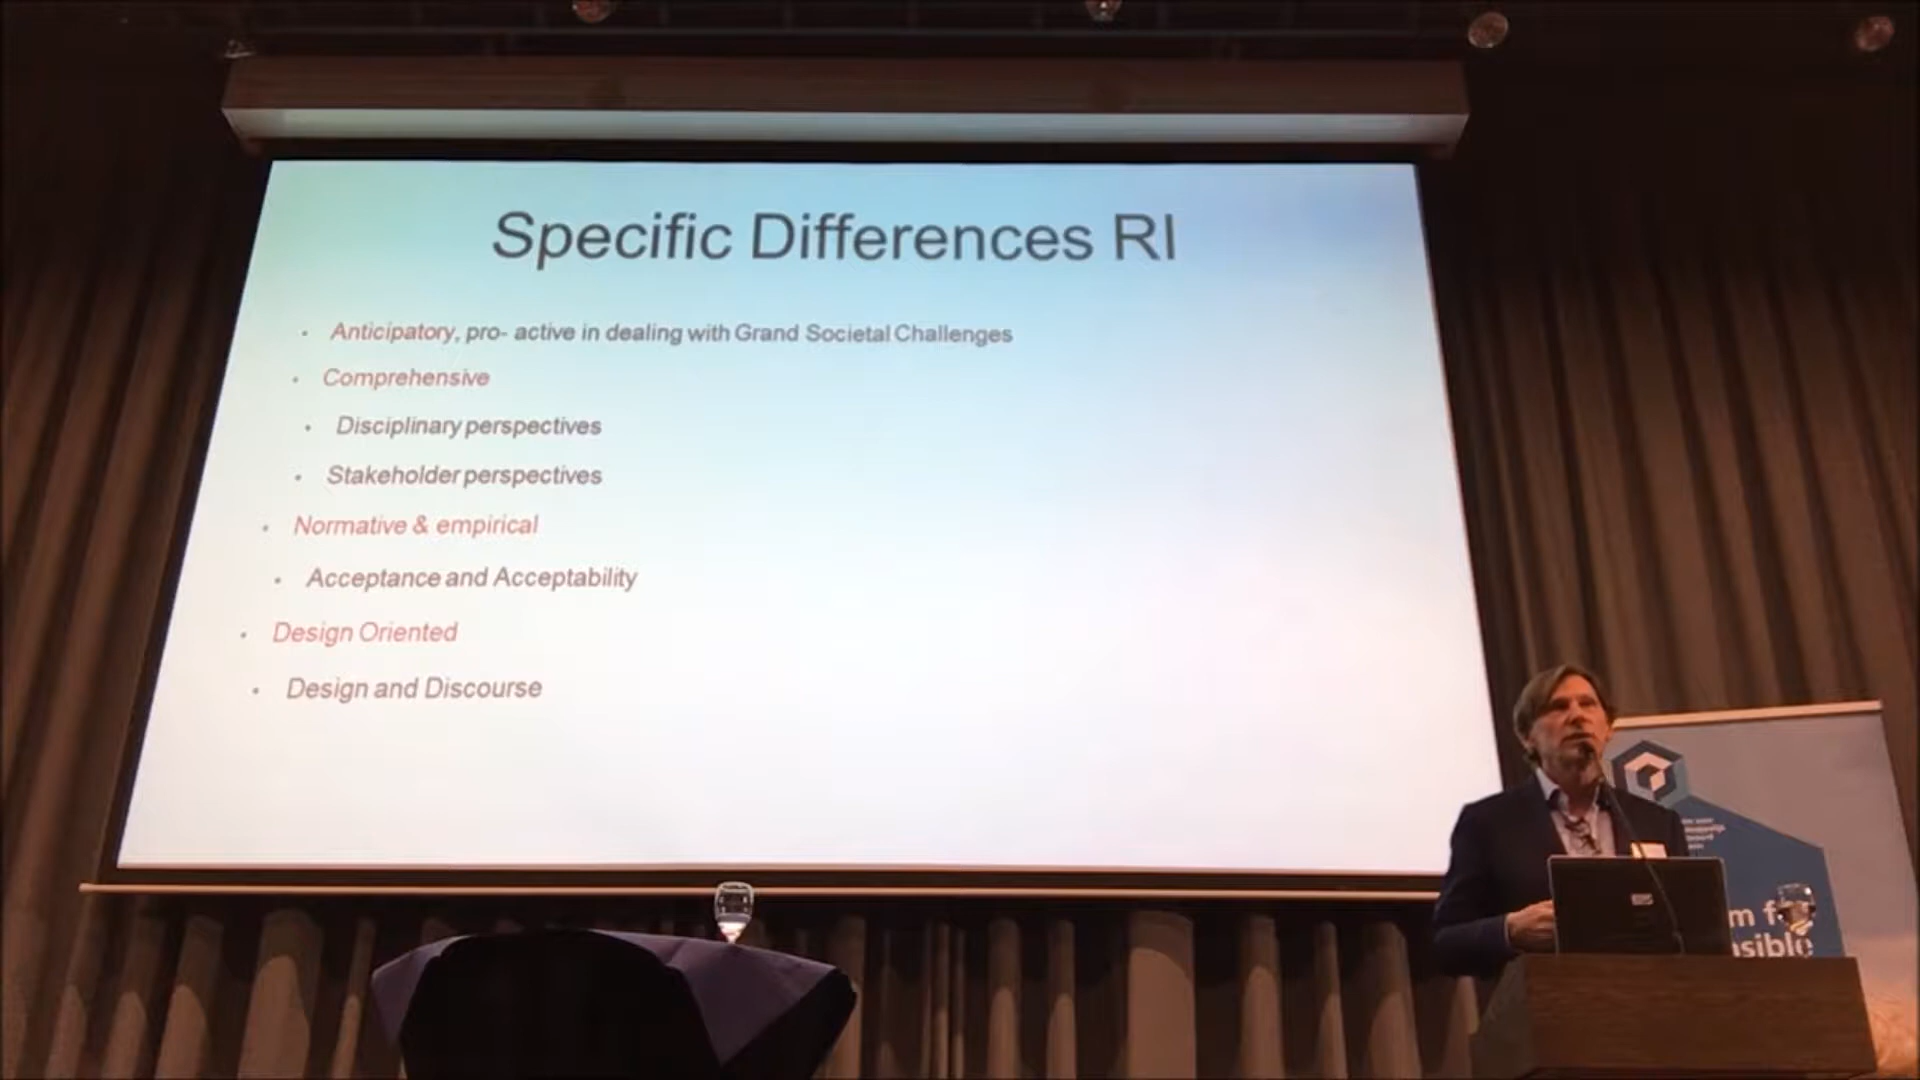 Specific Differences RI
• Anticipatory, pro- active in dealing with Grand Societal Challenges
• Comprehensive
• Disciplinary perspectives
• Stakeholder perspectives
• Normative & empirical
• Acceptance and Acceptability
• Design Oriented
• Design and Discourse